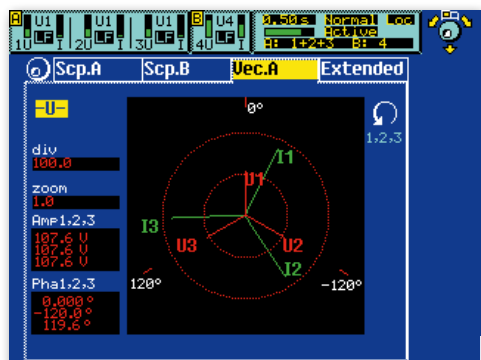 A U1 U1 U1 B U4 0.50s Normal Loc
LF LF LF LF Active
1U I 2U I 3U I 4U I A: 1+2+3 B: 4
Scp.A Scp.B Vec.A Extended
-U-
0°
1,2,3
div
100.0
I1
zoom
1.0
U1
Amp1,2,3
107.6 U
107.6 U
107.6 U
I3
U3
U2
I2
Pha1,2,3
120°
-120°
0.000°
-120.0°
119.6°